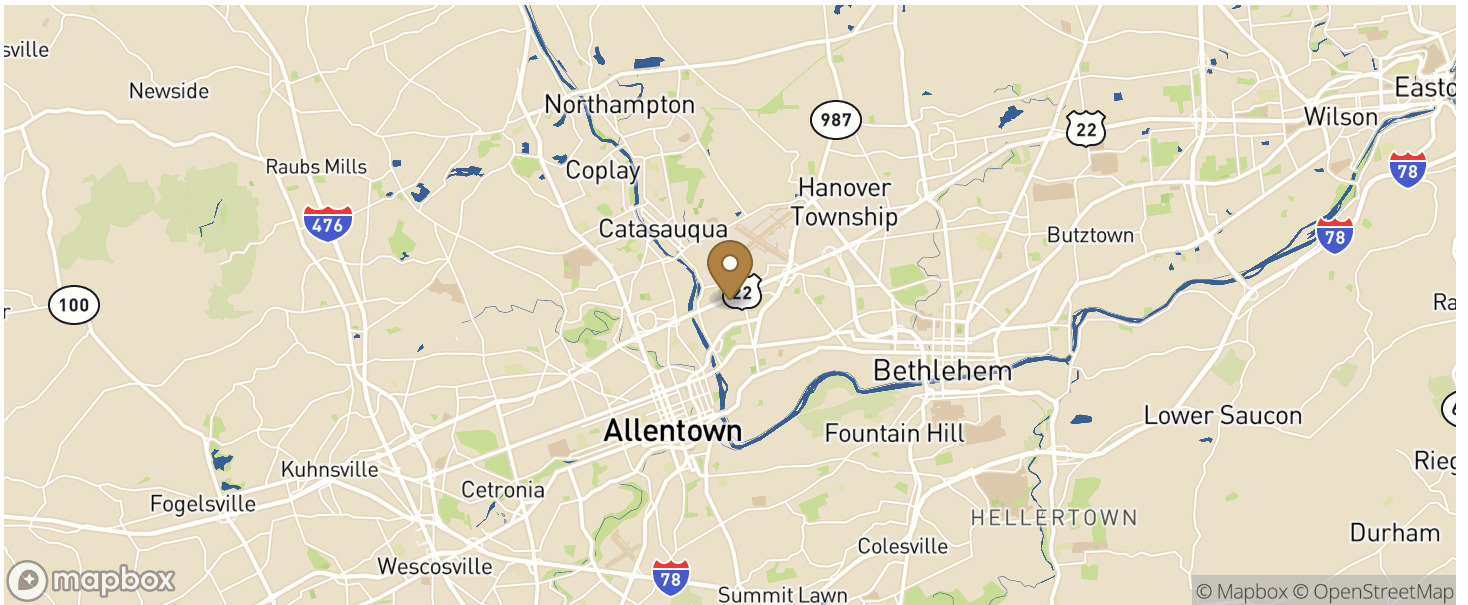 sville
Newside
Northampton
987
22
Easto
Wilson
Raubs Mills
Coplay
78
Hanover
Township
476
Catasauqua
78
Butztown
100
22
r
Ra
Bethlehem
Lower Saucon
6
Allentown
Fountain Hill
Kuhnsville
Rieg
Cetronia
Fogelsville
HELLERTOWN
Durham
Colesville
Wescosville
mapbox
78
Summit Lawn
© Mapbox © OpenStreetMap